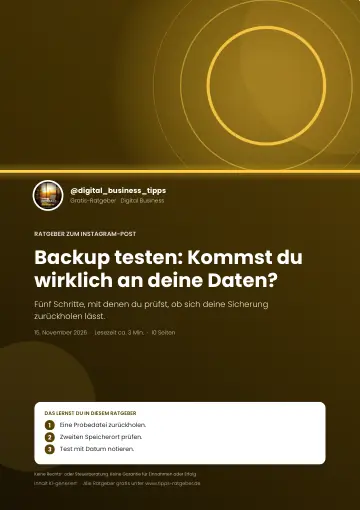 @digital_business_tipps
Gratis-Ratgeber · Digital Business
RATGEBER ZUM INSTAGRAM-POST
Backup testen: Kommst du
wirklich an deine Daten?
Fünf Schritte, mit denen du prüfst, ob sich deine Sicherung
zurückholen lässt.
15. November 2026 · Lesezeit ca. 3 Min. · 10 Seiten
DAS LERNST DU IN DIESEM RATGEBER
1 Eine Probedatei zurückholen.
2 Zweiten Speicherort prüfen.
3 Test mit Datum notieren.
Keine Rechts- oder Steuerberatung. Keine Garantie für Einnahmen oder Erfolg.
Inhalt KI-generiert · Alle Ratgeber gratis unter www.tipps-ratgeber.de